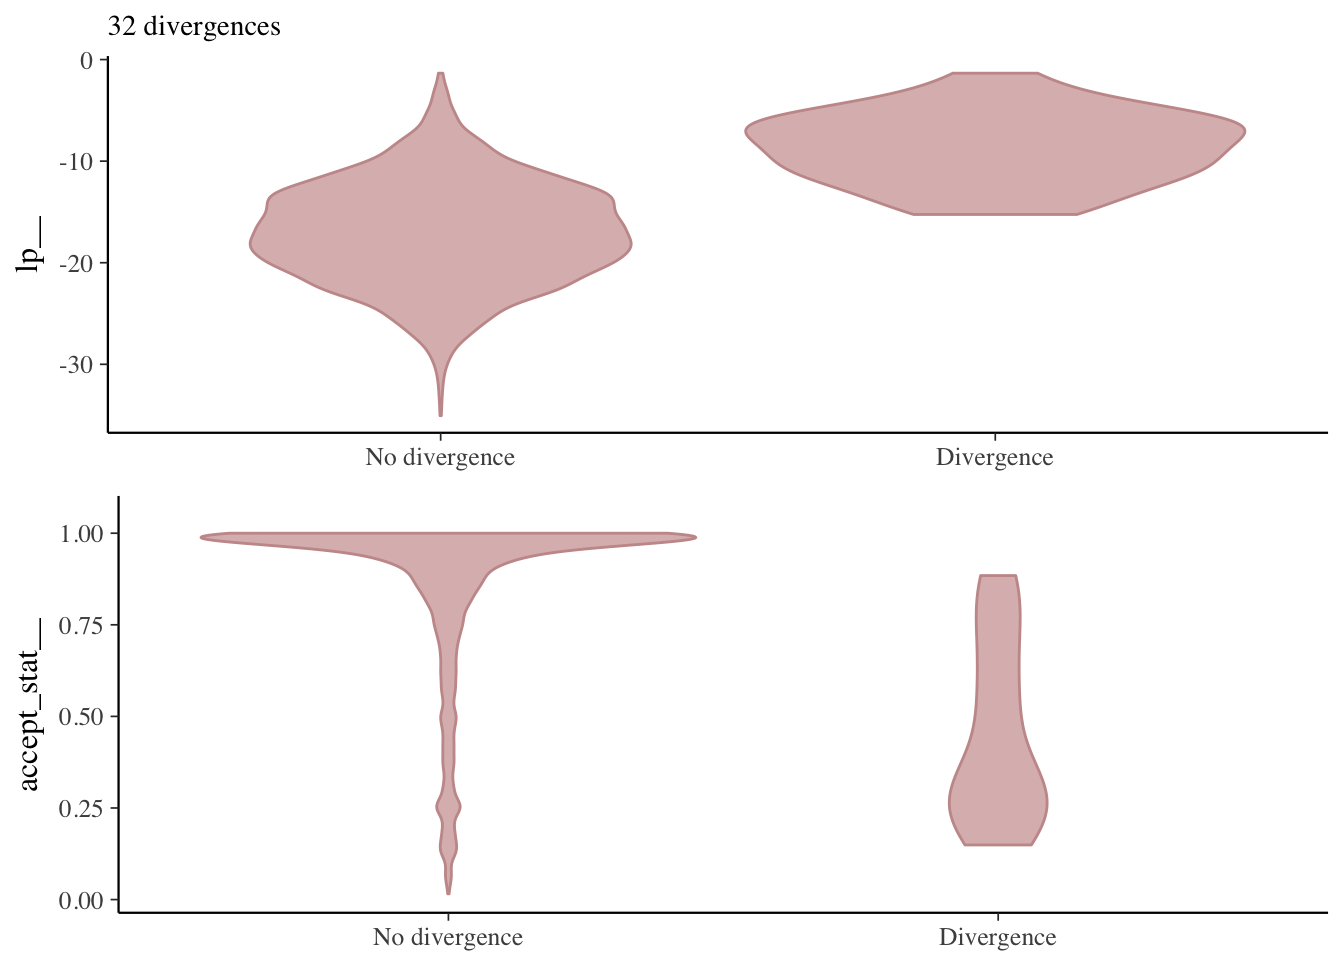 32 divergences
lp__
0
-10
-20
-30
No divergence
Divergence
accept_stat__
1.00
0.75
0.50
0.25
0.00
No divergence
Divergence